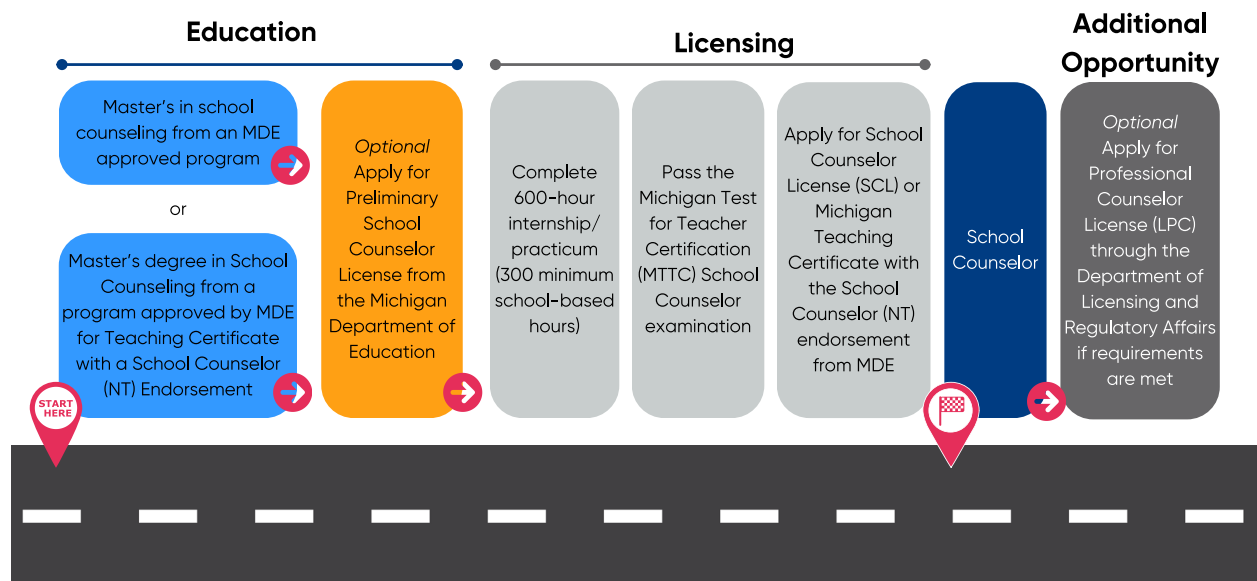 Education
Licensing
Additional
Opportunity
Master's in school
counseling from an MDE
approved program
or
Master's degree in School
Counseling from a
program approved by MDE
for Teaching Certificate
with a School Counselor
(NT) Endorsement
Optional
Apply for
Preliminary
School
Counselor
License from
the Michigan
Department of
Education
Complete
600-hour
internship/
practicum
(300 minimum
school-based
hours)
Pass the
Michigan Test
for Teacher
Certification
(MTTC) School
Counselor
examination
Apply for School
Counselor
License (SCL) or
Michigan
Teaching
Certificate with
the School
Counselor (NT)
endorsement
from MDE
School
Counselor
Optional
Apply for
Professional
Counselor
License (LPC)
through the
Department of
Licensing and
Regulatory Affairs
if requirements
are met
START
HERE